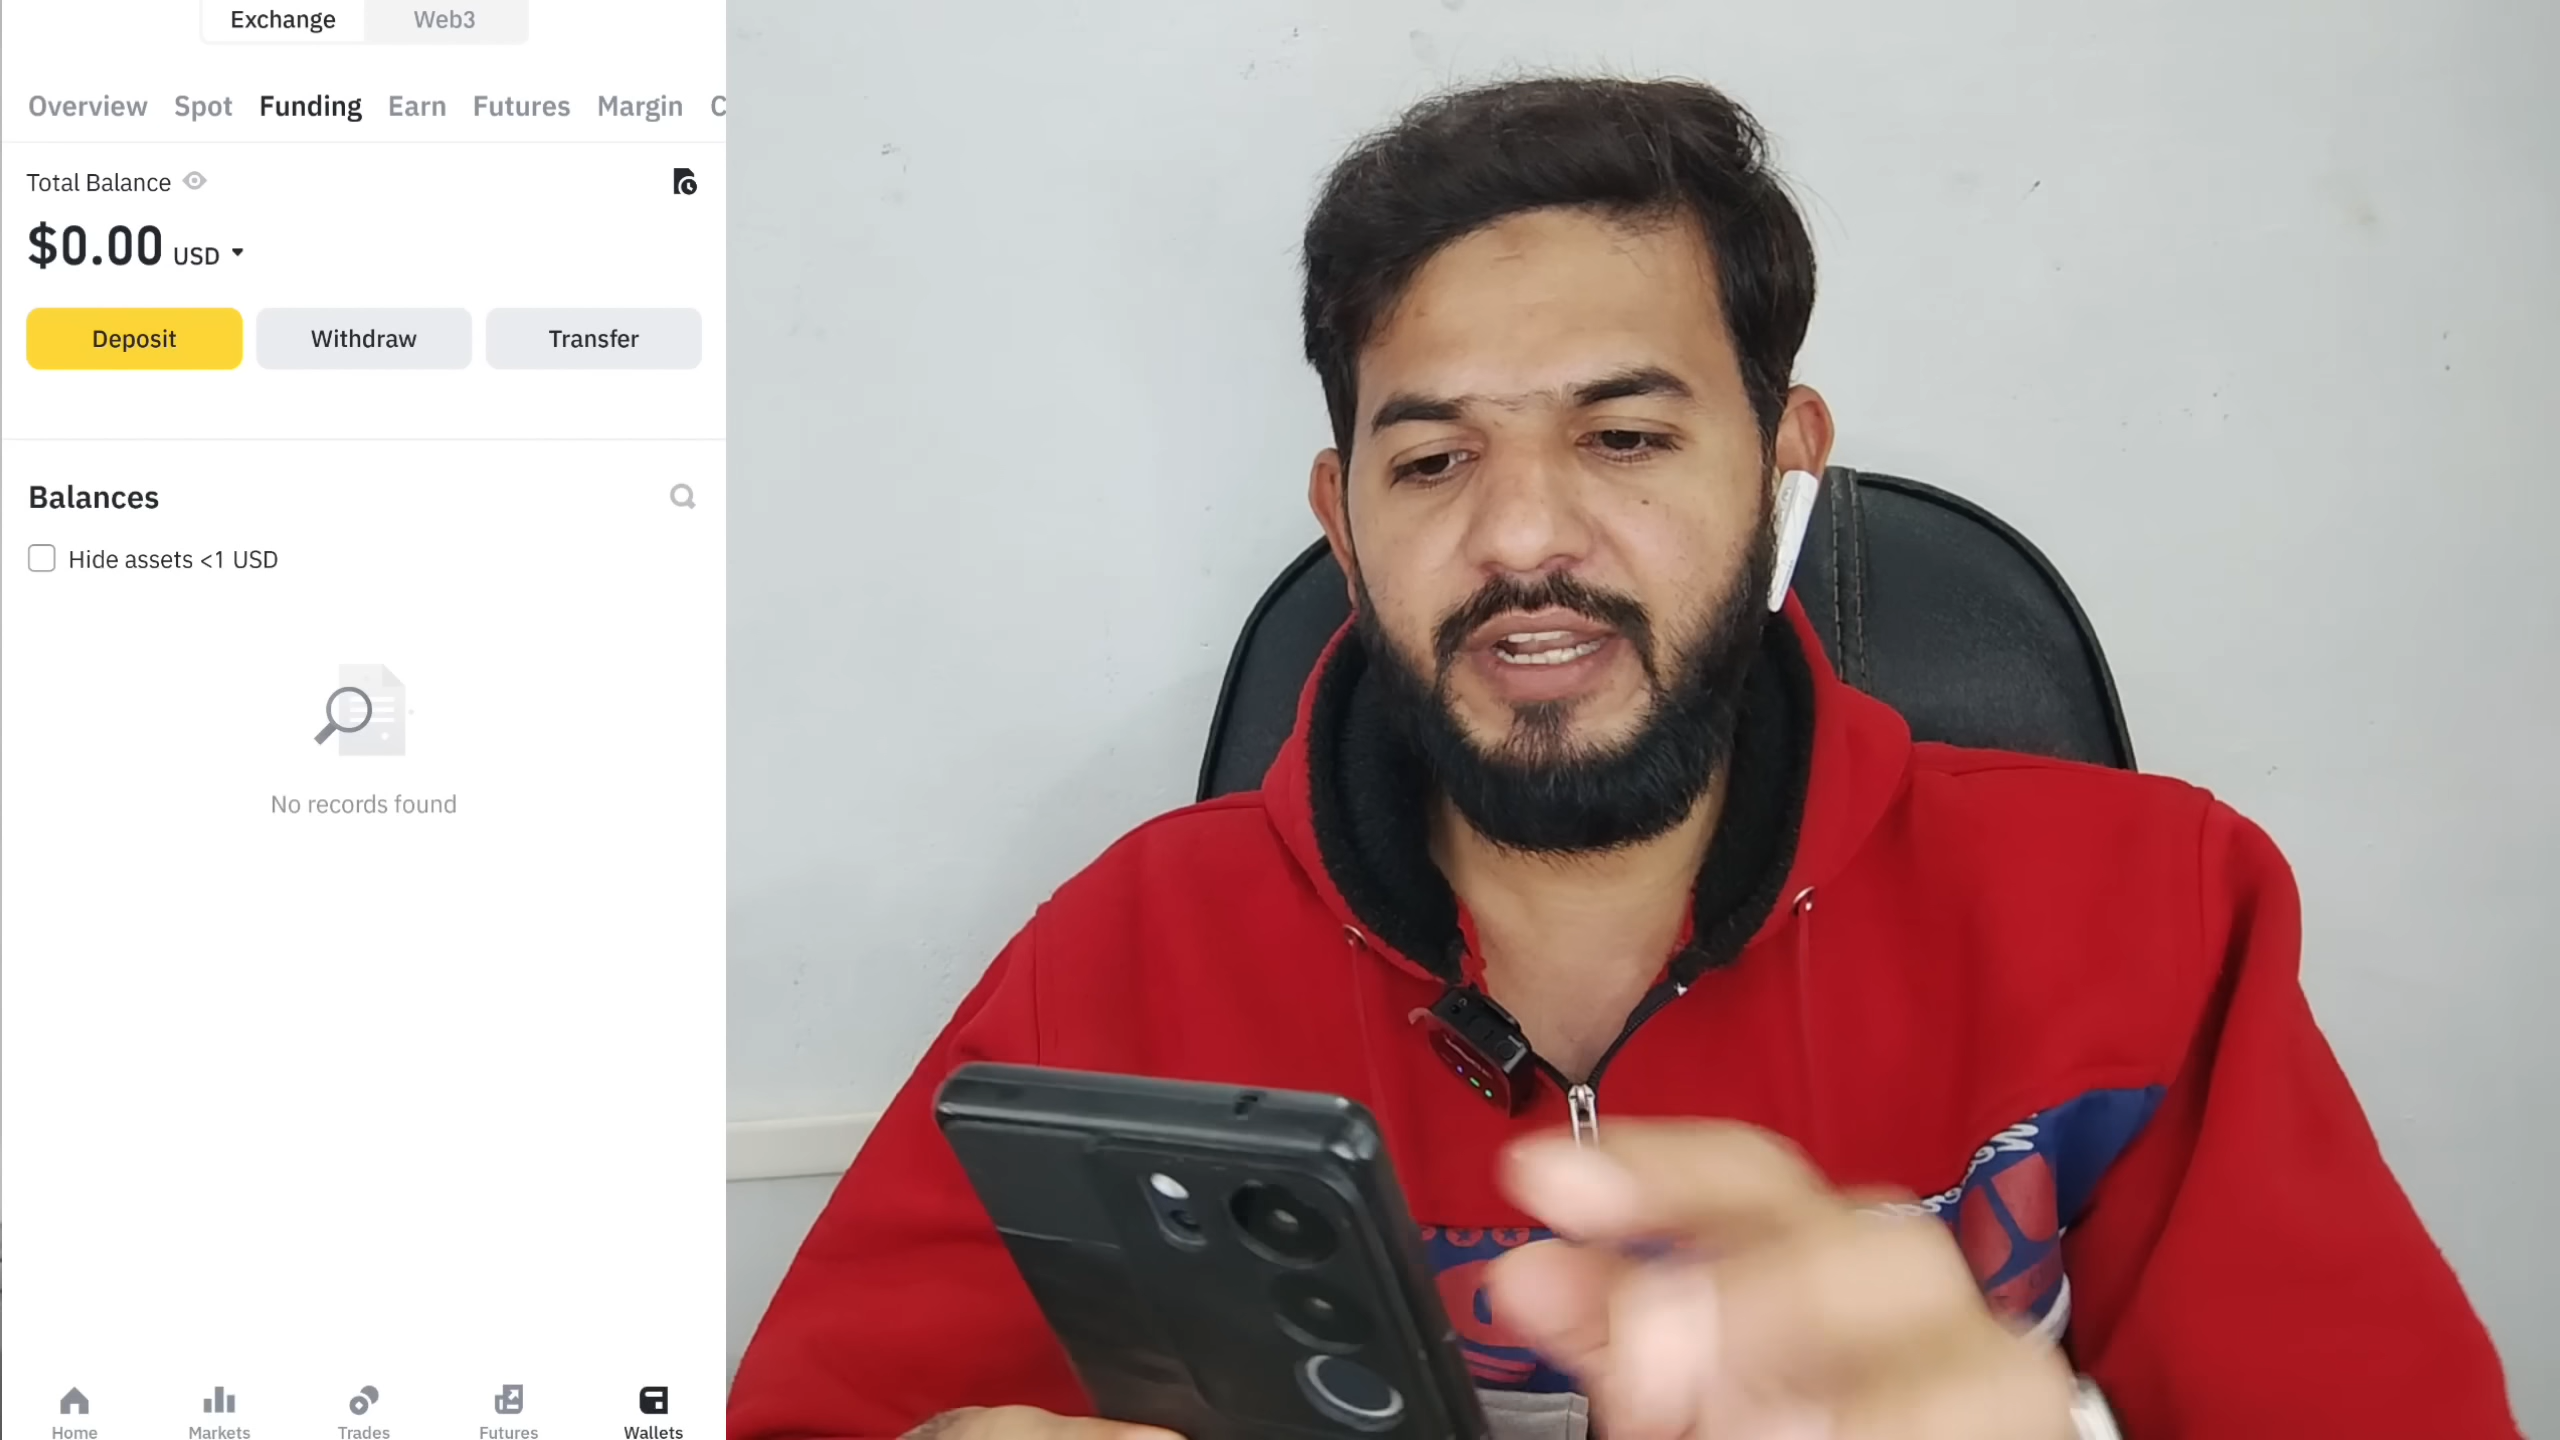 Exchange Web3
Overview Spot Funding Earn Futures Margin C
Total Balance
$0.00 USD
Deposit Withdraw Transfer
Balances
Hide assets <1 USD
No records found
Home Markets Trades Futures Wallets